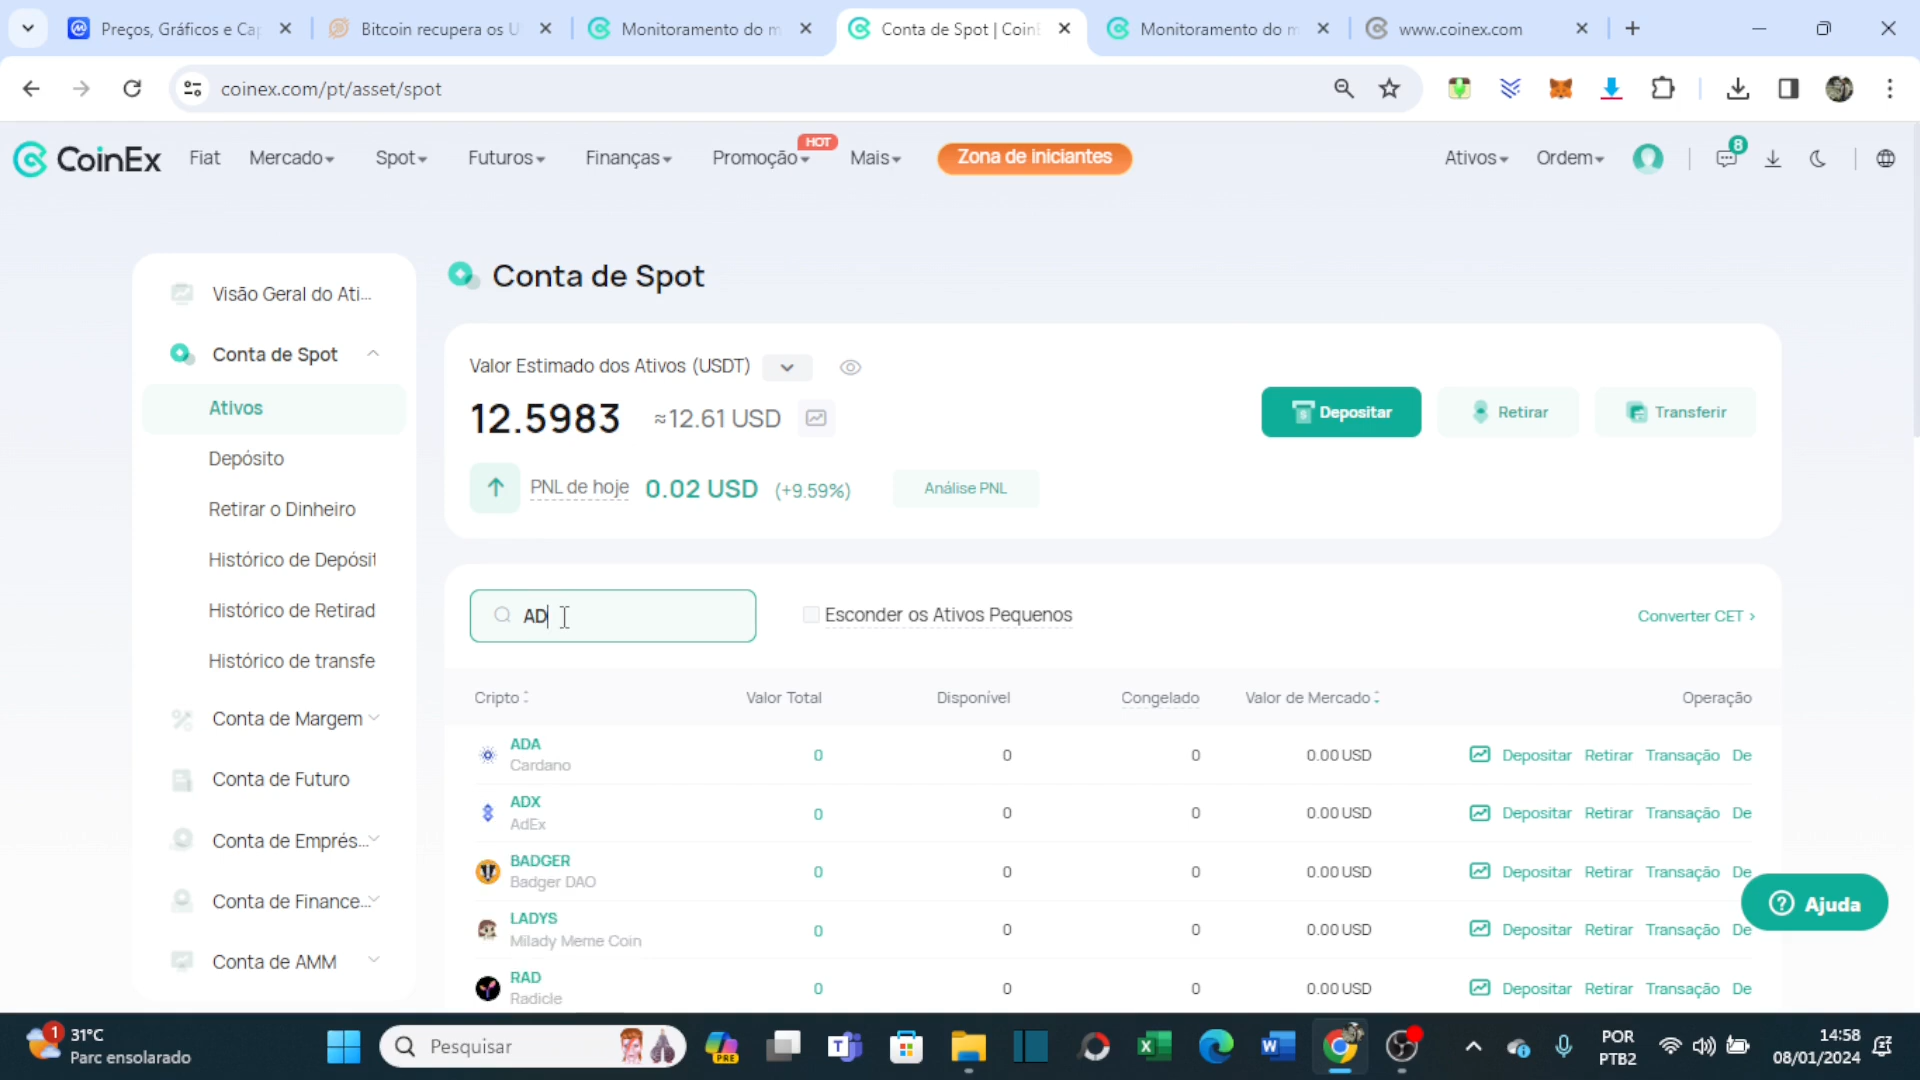 Preços, Gráficos e Ca
Bitcoin recupera os U
Monitoramento do m
Conta de Spot | CoinE
Monitoramento do m
www.coinex.com
coinex.com/pt/asset/spot
CoinEx
Fiat
Mercado
Spot
Futuros
Finanças
Promoção
HOT
Mais
Zona de iniciantes
Ativos
Ordem
8
Visão Geral do Ati...
Conta de Spot
Ativos
Depósito
Retirar o Dinheiro
Histórico de Depósit
Histórico de Retirad
Histórico de transfe
Conta de Margem
Conta de Futuro
Conta de Emprés...
Conta de Finance...
Conta de AMM
Conta de Spot
Valor Estimado dos Ativos (USDT)
12.5983 ≈12.61 USD
Depositar
Retirar
Transferir
PNL de hoje 0.02 USD (+9.59%)
Análise PNL
AD
Esconder os Ativos Pequenos
Converter CET >
Cripto Valor Total Disponível Congelado Valor de Mercado Operação
ADA
Cardano
0 0 0 0.00 USD Depositar Retirar Transação De
ADX
AdEx
0 0 0 0.00 USD Depositar Retirar Transação De
BADGER
Badger DAO
0 0 0 0.00 USD Depositar Retirar Transação De
LADYS
Milady Meme Coin
0 0 0 0.00 USD Depositar Retirar Transação De
RAD
Radicle
0 0 0 0.00 USD Depositar Retirar Transação De
Ajuda
1
31°C
Parc ensolarado
Pesquisar
PRE
POR
PTB2
14:58
08/01/2024